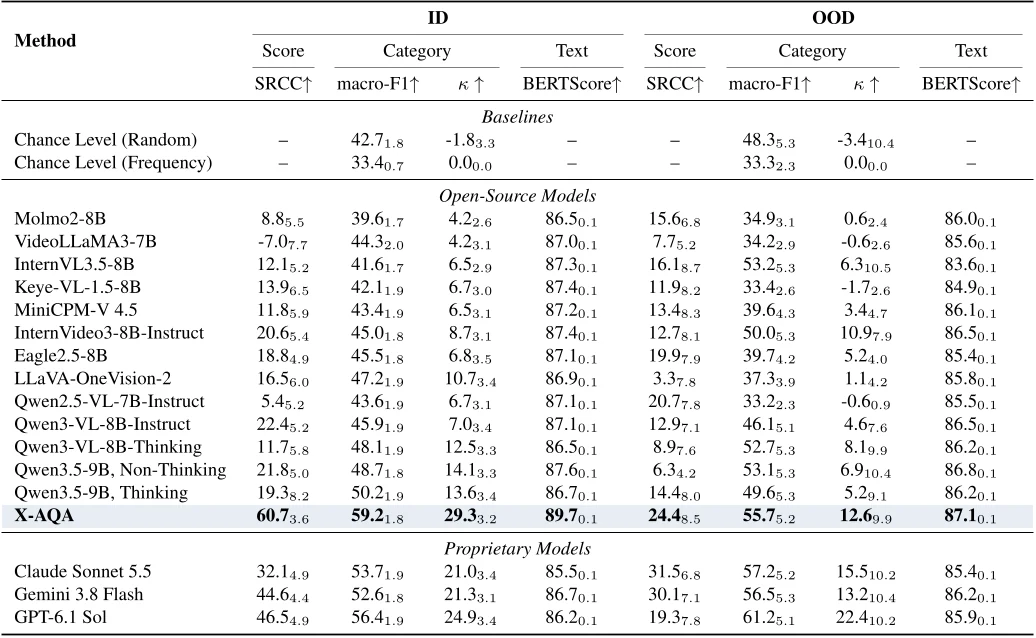 Method ID OOD
Score Category Text Score Category Text
SRCC↑ macro-F1↑ κ ↑ BERTScore↑ SRCC↑ macro-F1↑ κ ↑ BERTScore↑
Baselines
Chance Level (Random) – 42.7₁.₈ -1.8₃.₃ – – 48.3₅.₃ -3.4₁₀.₄ –
Chance Level (Frequency) – 33.4₀.₇ 0.0₀.₀ – – 33.3₂.₃ 0.0₀.₀ –
Open-Source Models
Molmo2-8B 8.8₅.₅ 39.6₁.₇ 4.2₂.₆ 86.5₀.₁ 15.6₆.₈ 34.9₃.₁ 0.6₂.₄ 86.0₀.₁
VideoLLaMA3-7B -7.0₇.₇ 44.3₂.₀ 4.2₃.₁ 87.0₀.₁ 7.7₅.₂ 34.2₂.₉ -0.6₂.₆ 85.6₀.₁
InternVL3.5-8B 12.1₅.₂ 41.6₁.₇ 6.5₂.₉ 87.3₀.₁ 16.1₈.₇ 53.2₅.₃ 6.3₁₀.₅ 83.6₀.₁
Keye-VL-1.5-8B 13.9₆.₅ 42.1₁.₉ 6.7₃.₀ 87.4₀.₁ 11.9₈.₂ 33.4₂.₆ -1.7₂.₆ 84.9₀.₁
MiniCPM-V 4.5 11.8₅.₉ 43.4₁.₉ 6.5₃.₁ 87.2₀.₁ 13.4₈.₃ 39.6₄.₃ 3.4₄.₇ 86.1₀.₁
InternVideo3-8B-Instruct 20.6₅.₄ 45.0₁.₈ 8.7₃.₁ 87.4₀.₁ 12.7₈.₁ 50.0₅.₃ 10.9₇.₉ 86.5₀.₁
Eagle2.5-8B 18.8₄.₉ 45.5₁.₈ 6.8₃.₅ 87.1₀.₁ 19.9₇.₉ 39.7₄.₂ 5.2₄.₀ 85.4₀.₁
LLaVA-OneVision-2 16.5₆.₀ 47.2₁.₉ 10.7₃.₄ 86.9₀.₁ 3.3₇.₈ 37.3₃.₉ 1.1₄.₂ 85.8₀.₁
Qwen2.5-VL-7B-Instruct 5.4₅.₂ 43.6₁.₉ 6.7₃.₁ 87.1₀.₁ 20.7₇.₈ 33.2₂.₃ -0.6₀.₉ 85.5₀.₁
Qwen3-VL-8B-Instruct 22.4₅.₂ 45.9₁.₉ 7.0₃.₄ 87.1₀.₁ 12.9₇.₁ 46.1₅.₁ 4.6₇.₆ 86.5₀.₁
Qwen3-VL-8B-Thinking 11.7₅.₈ 48.1₁.₉ 12.5₃.₃ 86.5₀.₁ 8.9₇.₆ 52.7₅.₃ 8.1₉.₉ 86.2₀.₁
Qwen3.5-9B, Non-Thinking 21.8₅.₀ 48.7₁.₈ 14.1₃.₃ 87.6₀.₁ 6.3₄.₂ 53.1₅.₃ 6.9₁₀.₄ 86.8₀.₁
Qwen3.5-9B, Thinking 19.3₈.₂ 50.2₁.₉ 13.6₃.₄ 86.7₀.₁ 14.4₈.₀ 49.6₅.₃ 5.2₉.₁ 86.2₀.₁
X-AQA 60.7₃.₆ 59.2₁.₈ 29.3₃.₂ 89.7₀.₁ 24.4₈.₅ 55.7₅.₂ 12.6₉.₉ 87.1₀.₁
Proprietary Models
Claude Sonnet 5.5 32.1₄.₉ 53.7₁.₉ 21.0₃.₄ 85.5₀.₁ 31.5₆.₈ 57.2₅.₂ 15.5₁₀.₂ 85.4₀.₁
Gemini 3.8 Flash 44.6₄.₄ 52.6₁.₈ 21.3₃.₁ 86.7₀.₁ 30.1₇.₁ 56.5₅.₃ 13.2₁₀.₄ 86.2₀.₁
GPT-6.1 Sol 46.5₄.₉ 56.4₁.₉ 24.9₃.₄ 86.2₀.₁ 19.3₇.₈ 61.2₅.₁ 22.4₁₀.₂ 85.9₀.₁